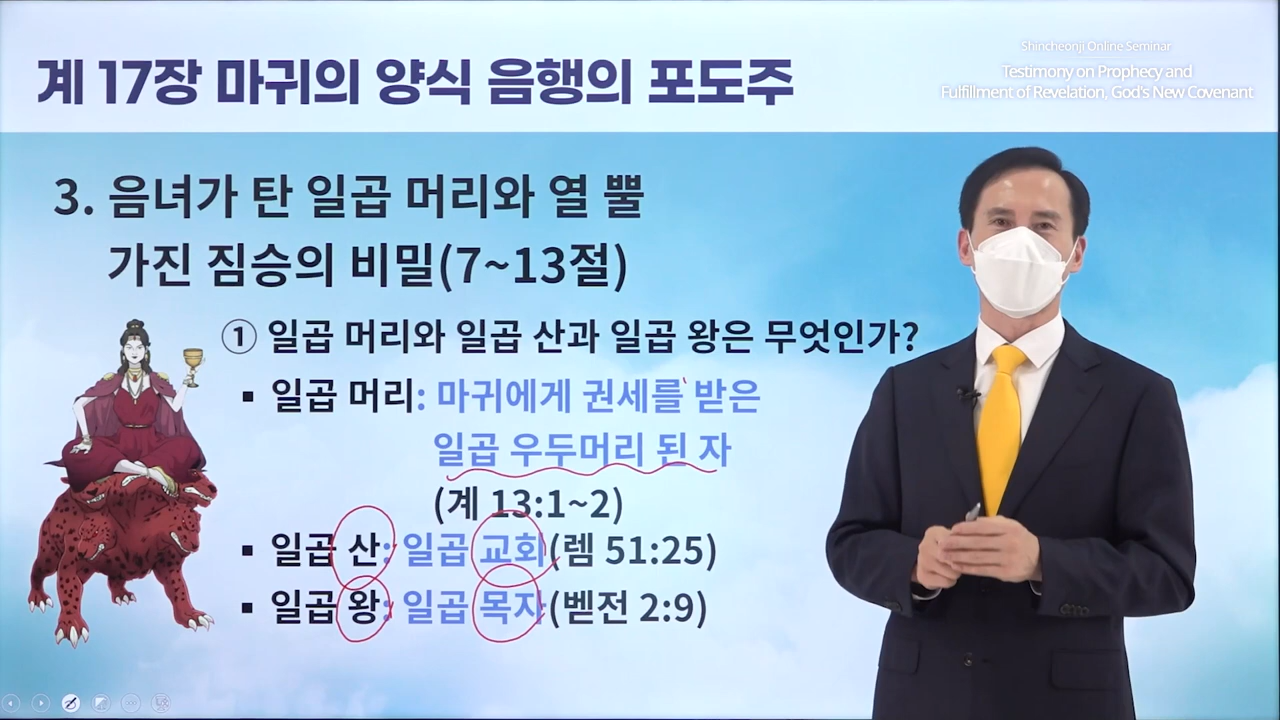 계 17장 마귀의 양식 음행의 포도주
Shincheonji Online Seminar
Testimony on Prophecy and
Fulfillment of Revelation, God's New Covenant
3. 음녀가 탄 일곱 머리와 열 뿔
가진 짐승의 비밀(7~13절)
① 일곱 머리와 일곱 산과 일곱 왕은 무엇인가?
▪ 일곱 머리: 마귀에게 권세를 받은
일곱 우두머리 된 자
(계 13:1~2)
▪ 일곱 산: 일곱 교회(렘 51:25)
▪ 일곱 왕: 일곱 목자(벧전 2:9)